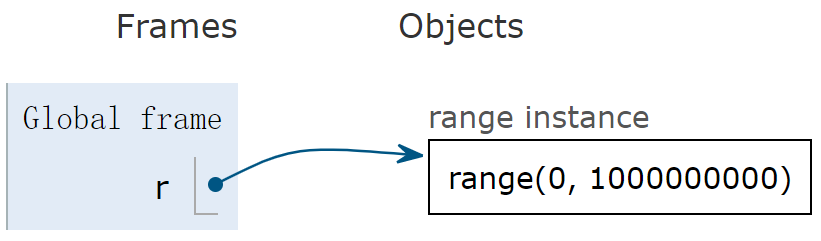 Frames
Objects
Global frame
range instance
r
range(0, 1000000000)